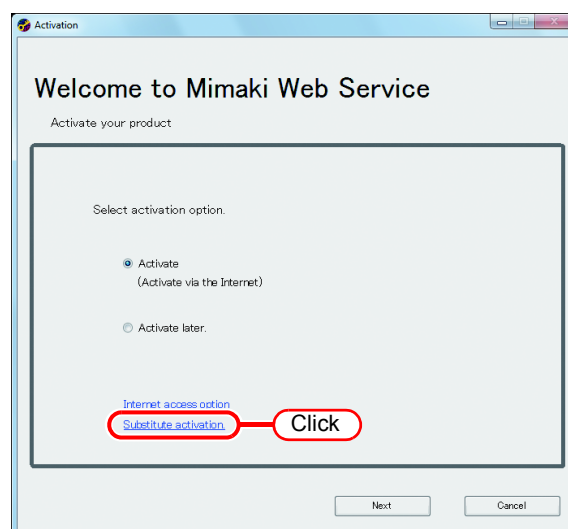 Activation
Welcome to Mimaki Web Service
Activate your product
Select activation option.
Activate
(Activate via the Internet)
Activate later.
Internet access option
Substitute activation.
Click
Next
Cancel